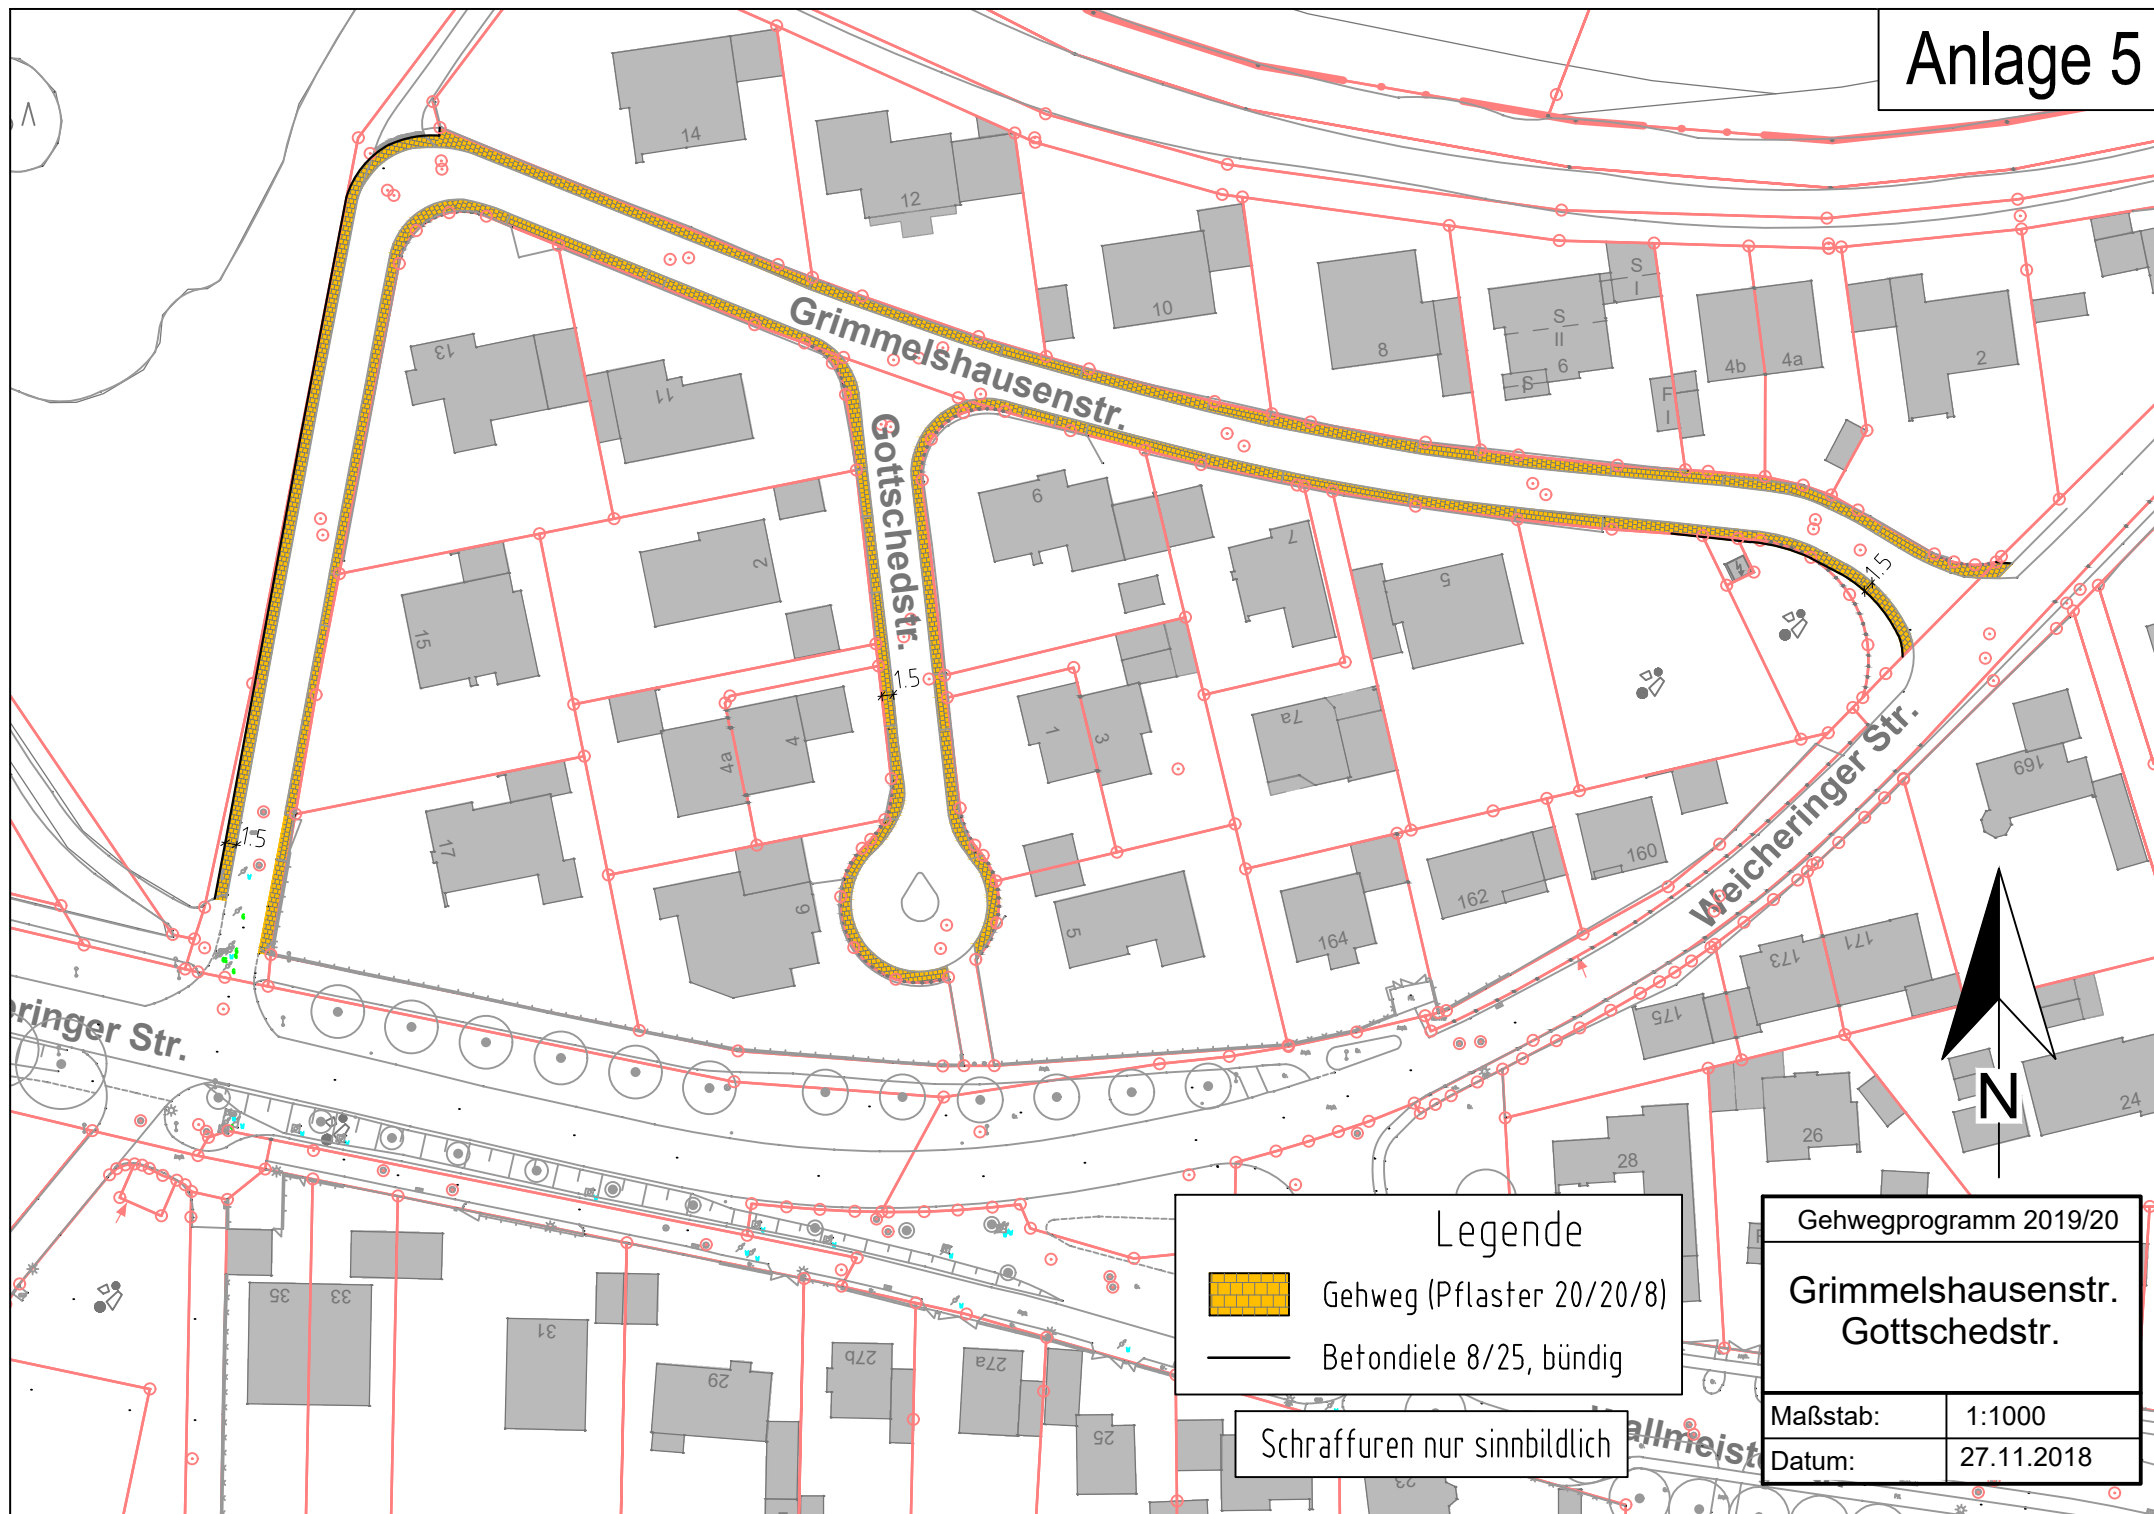 Anlage 5
14
12
10
8
S
I
S
II
6
S
I
F
I
4b
4a
2
13
11
Grimmelshausenstr.
Gottschedstr.
9
7
5
2
15
1.5
1.5
1.5
4a
4
1
3
7a
17
6
5
164
162
160
169
Weicheringer Str.
171
173
175
eringer Str.
N
24
26
28
35
33
31
29
27b
27a
25
23
Legende
Gehweg (Pflaster 20/20/8)
Betondiele 8/25, bündig
Schraffuren nur sinnbildlich
Gehwegprogramm 2019/20
Grimmelshausenstr.
Gottschedstr.
Maßstab: 1:1000
Datum: 27.11.2018